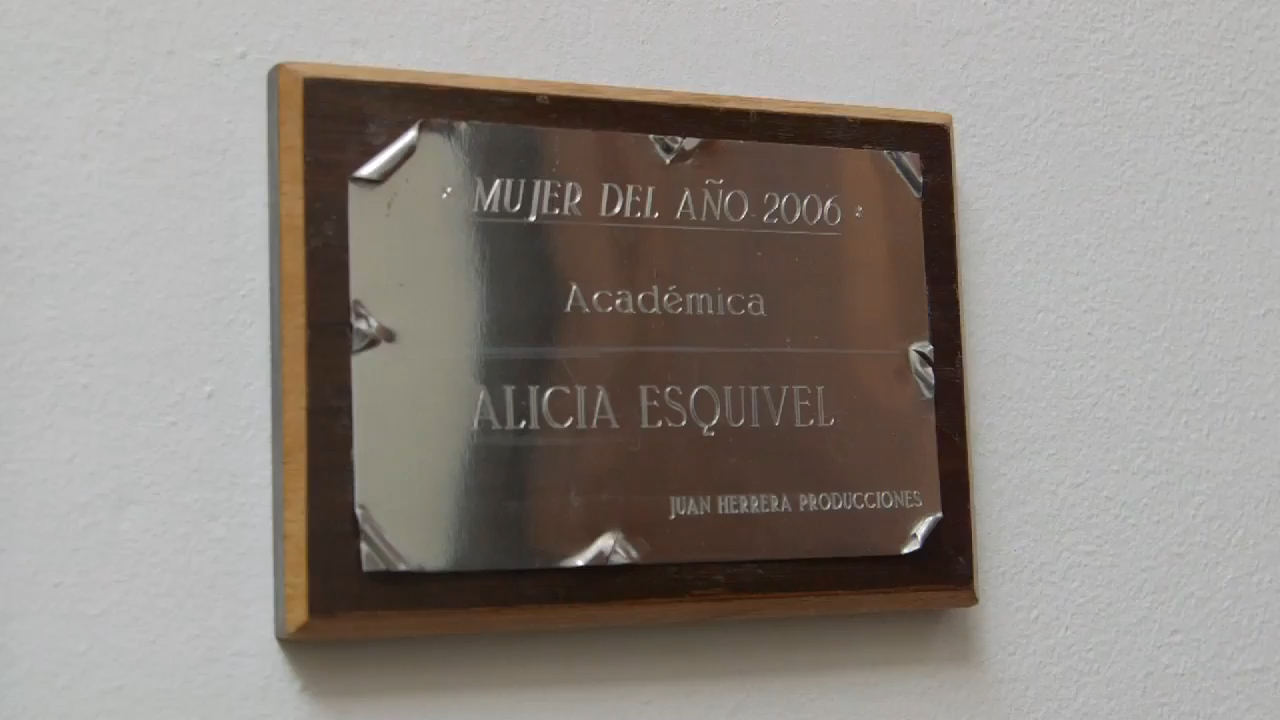 MUJER DEL AÑO 2006
Académica
ALICIA ESQUIVEL
JUAN HERRERA PRODUCCIONES